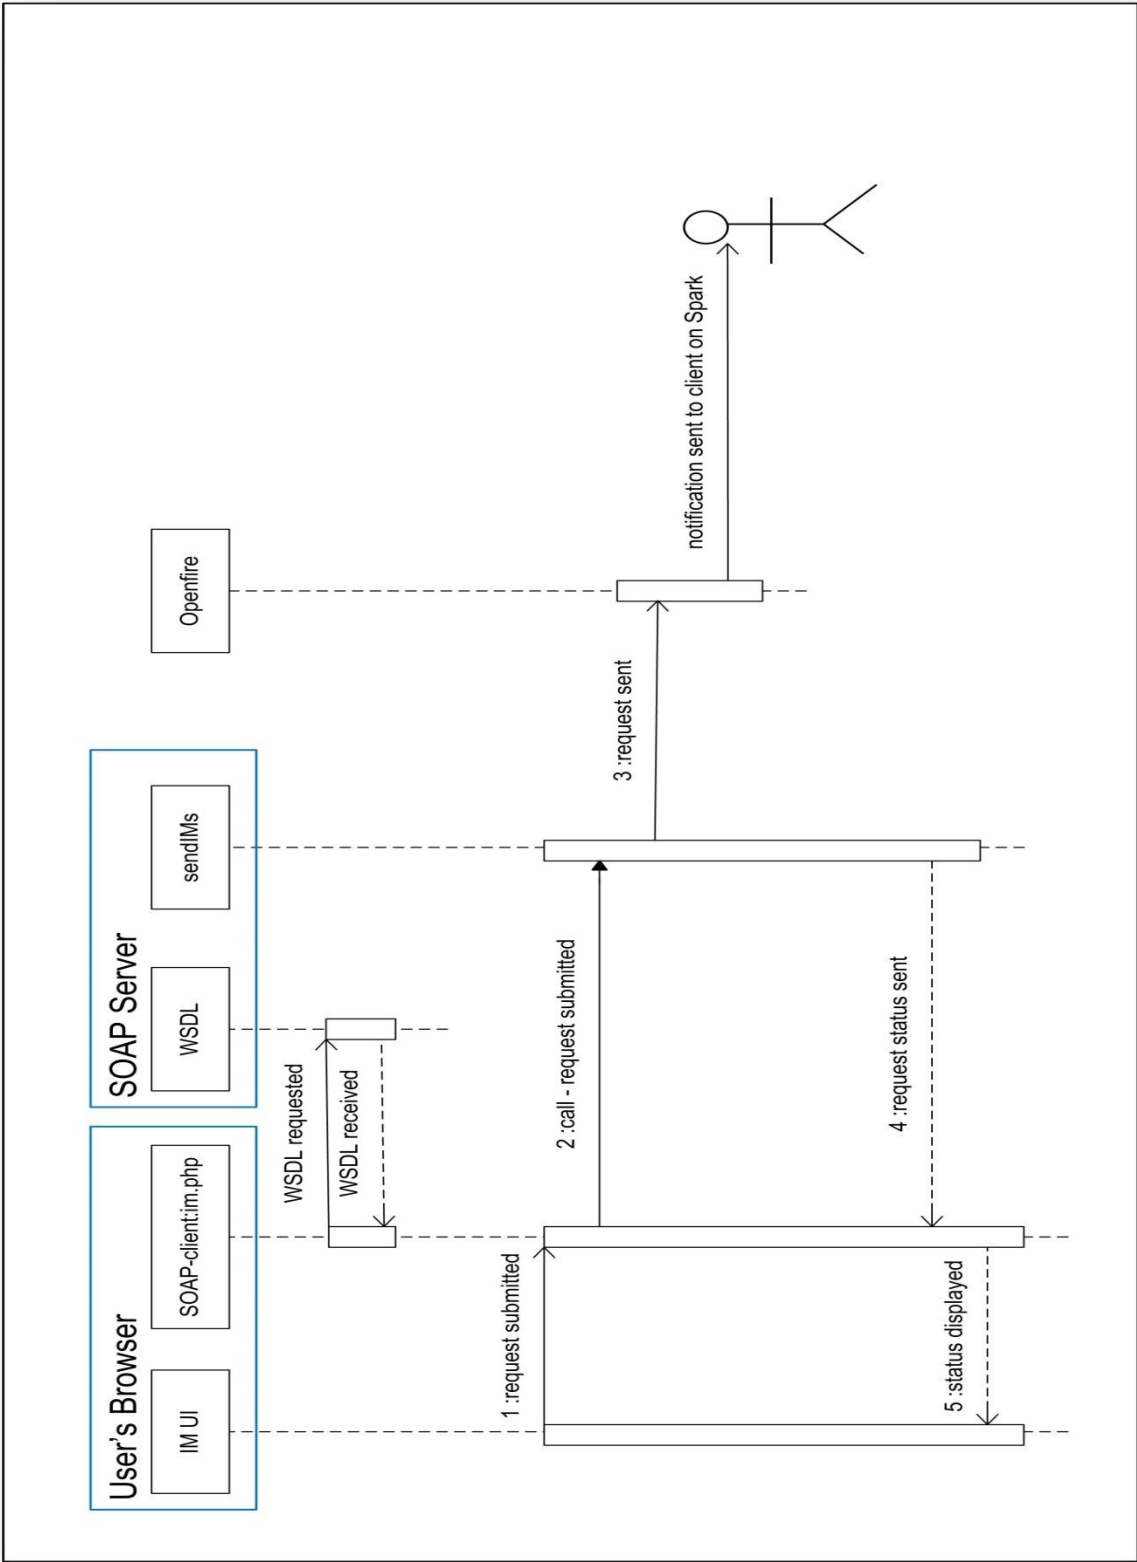 User's Browser
SOAP Server
IM UI
SOAP-client:im.php
WSDL
sendIMs
Openfire
WSDL requested
WSDL received
1 :request submitted
2 :call - request submitted
3 :request sent
notification sent to client on Spark
4 :request status sent
5 :status displayed